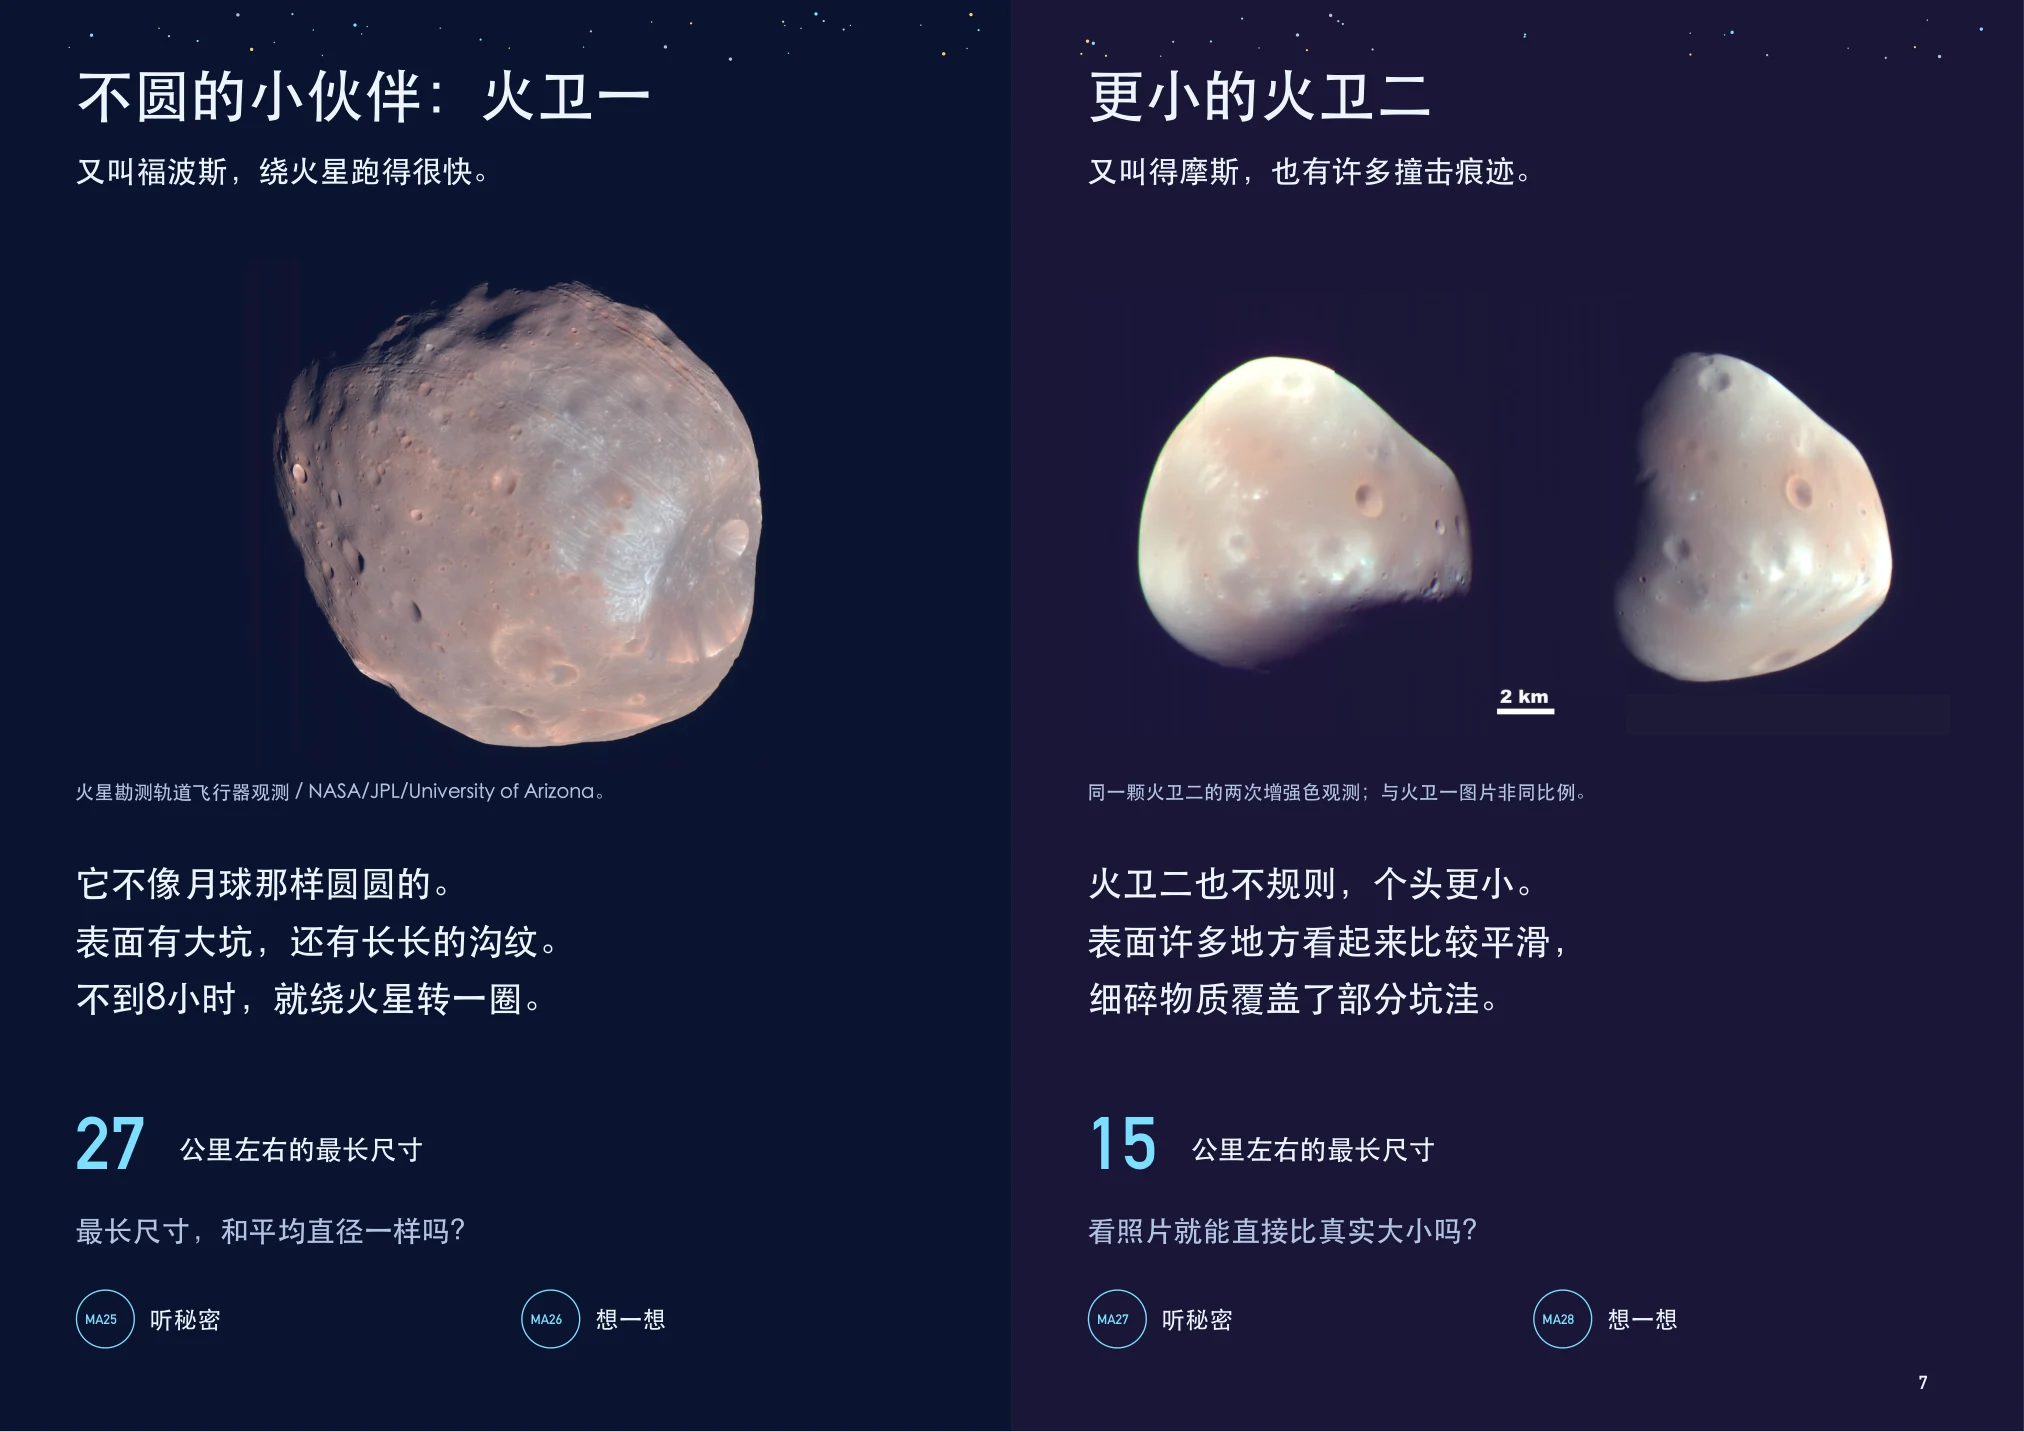 不圆的小伙伴：火卫一
又叫福波斯，绕火星跑得很快。
火星勘测轨道飞行器观测 / NASA/JPL/University of Arizona。
它不像月球那样圆圆的。
表面有大坑，还有长长的沟纹。
不到8小时，就绕火星转一圈。
27 公里左右的最长尺寸
最长尺寸，和平均直径一样吗？
MA25 听秘密
MA26 想一想
更小的火卫二
又叫得摩斯，也有许多撞击痕迹。
2 km
同一颗火卫二的两次增强色观测；与火卫一图片非同比例。
火卫二也不规则，个头更小。
表面许多地方看起来比较平滑，
细碎物质覆盖了部分坑洼。
15 公里左右的最长尺寸
看照片就能直接比真实大小吗？
MA27 听秘密
MA28 想一想
7